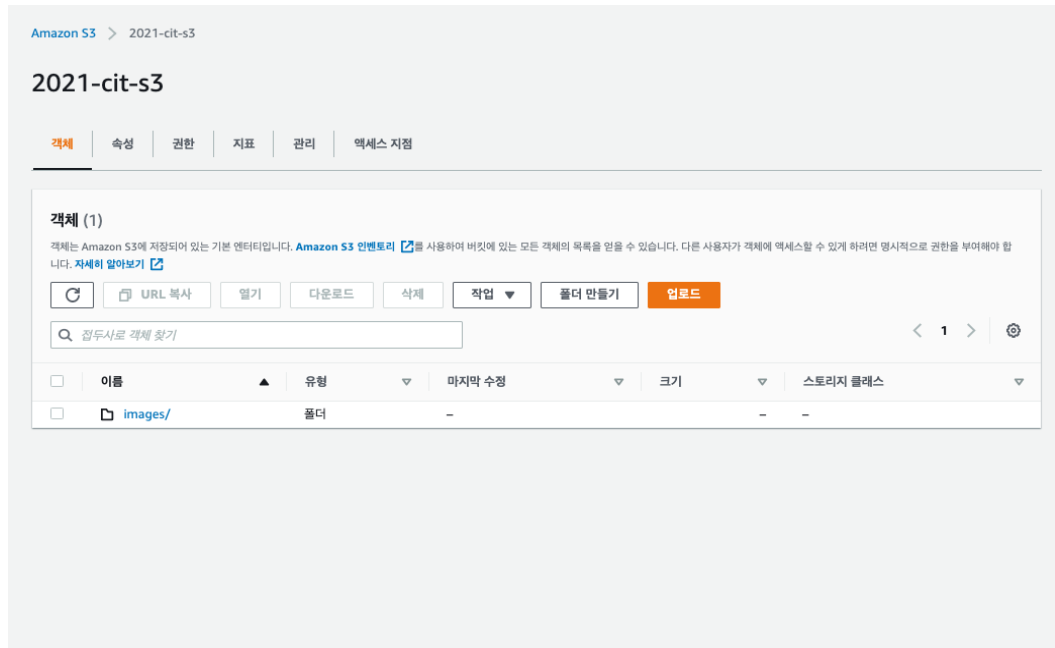 Amazon S3 > 2021-cit-s3
2021-cit-s3
객체 속성 권한 지표 관리 액세스 지점
객체 (1)
객체는 Amazon S3에 저장되어 있는 기본 엔터티입니다. Amazon S3 인벤토리 를 사용하여 버킷에 있는 모든 객체의 목록을 얻을 수 있습니다. 다른 사용자가 객체에 액세스할 수 있게 하려면 명시적으로 권한을 부여해야 합
니다. 자세히 알아보기
URL 복사 열기 다운로드 삭제 작업 ▼ 폴더 만들기 업로드
접두사로 객체 찾기 < 1 >
이름 ▲ 유형 ▽ 마지막 수정 ▽ 크기 ▽ 스토리지 클래스 ▽
images/ 폴더 – – –